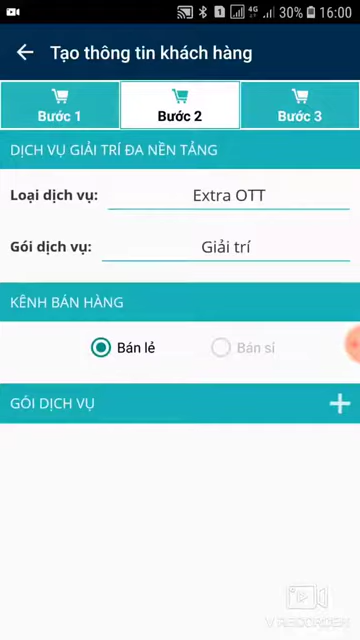 4G
30%
16:00
Tạo thông tin khách hàng
Bước 1
Bước 2
Bước 3
DỊCH VỤ GIẢI TRÍ ĐA NỀN TẢNG
Loại dịch vụ:
Extra OTT
Gói dịch vụ:
Giải trí
KÊNH BÁN HÀNG
Bán lẻ
Bán sỉ
GÓI DỊCH VỤ
V RECORDER